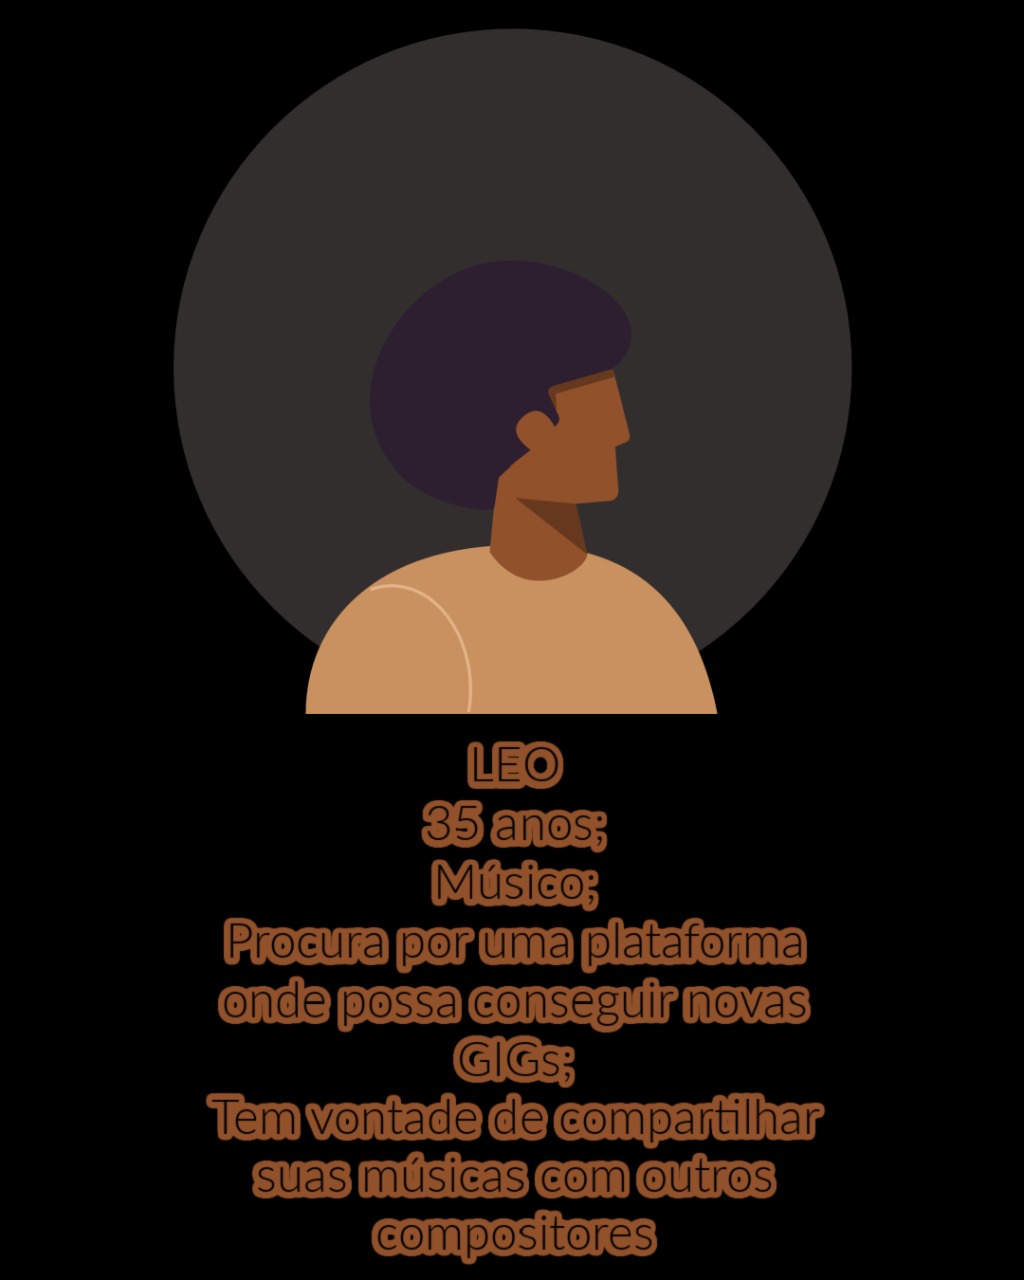 LEO
35 anos;
Músico;
Procura por uma plataforma
onde possa conseguir novas
GIGs;
Tem vontade de compartilhar
suas músicas com outros
compositores